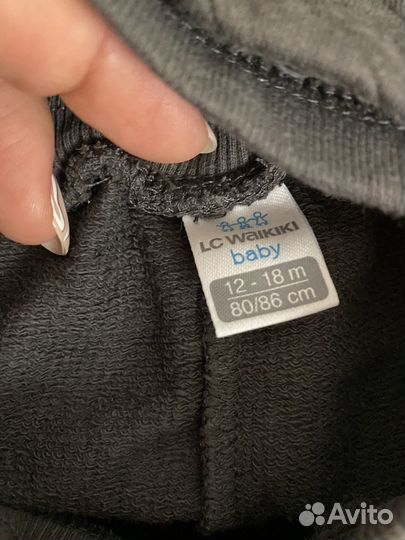 LC WAIKIKI
baby
12 - 18 m
80/86 cm
Avito